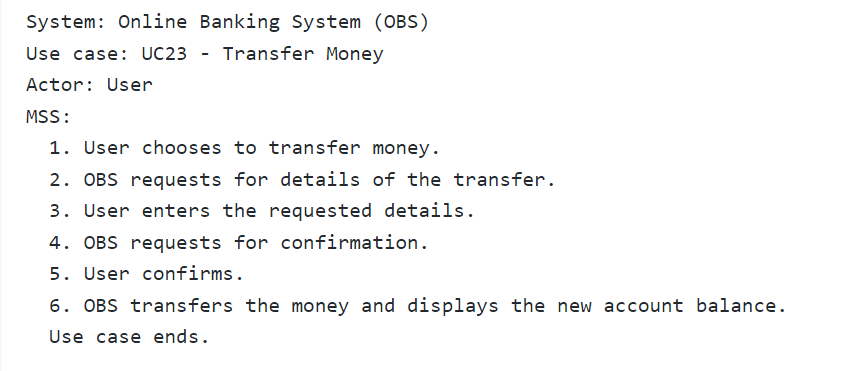 System: Online Banking System (OBS)
Use case: UC23 - Transfer Money
Actor: User
MSS:
1. User chooses to transfer money.
2. OBS requests for details of the transfer.
3. User enters the requested details.
4. OBS requests for confirmation.
5. User confirms.
6. OBS transfers the money and displays the new account balance.
Use case ends.